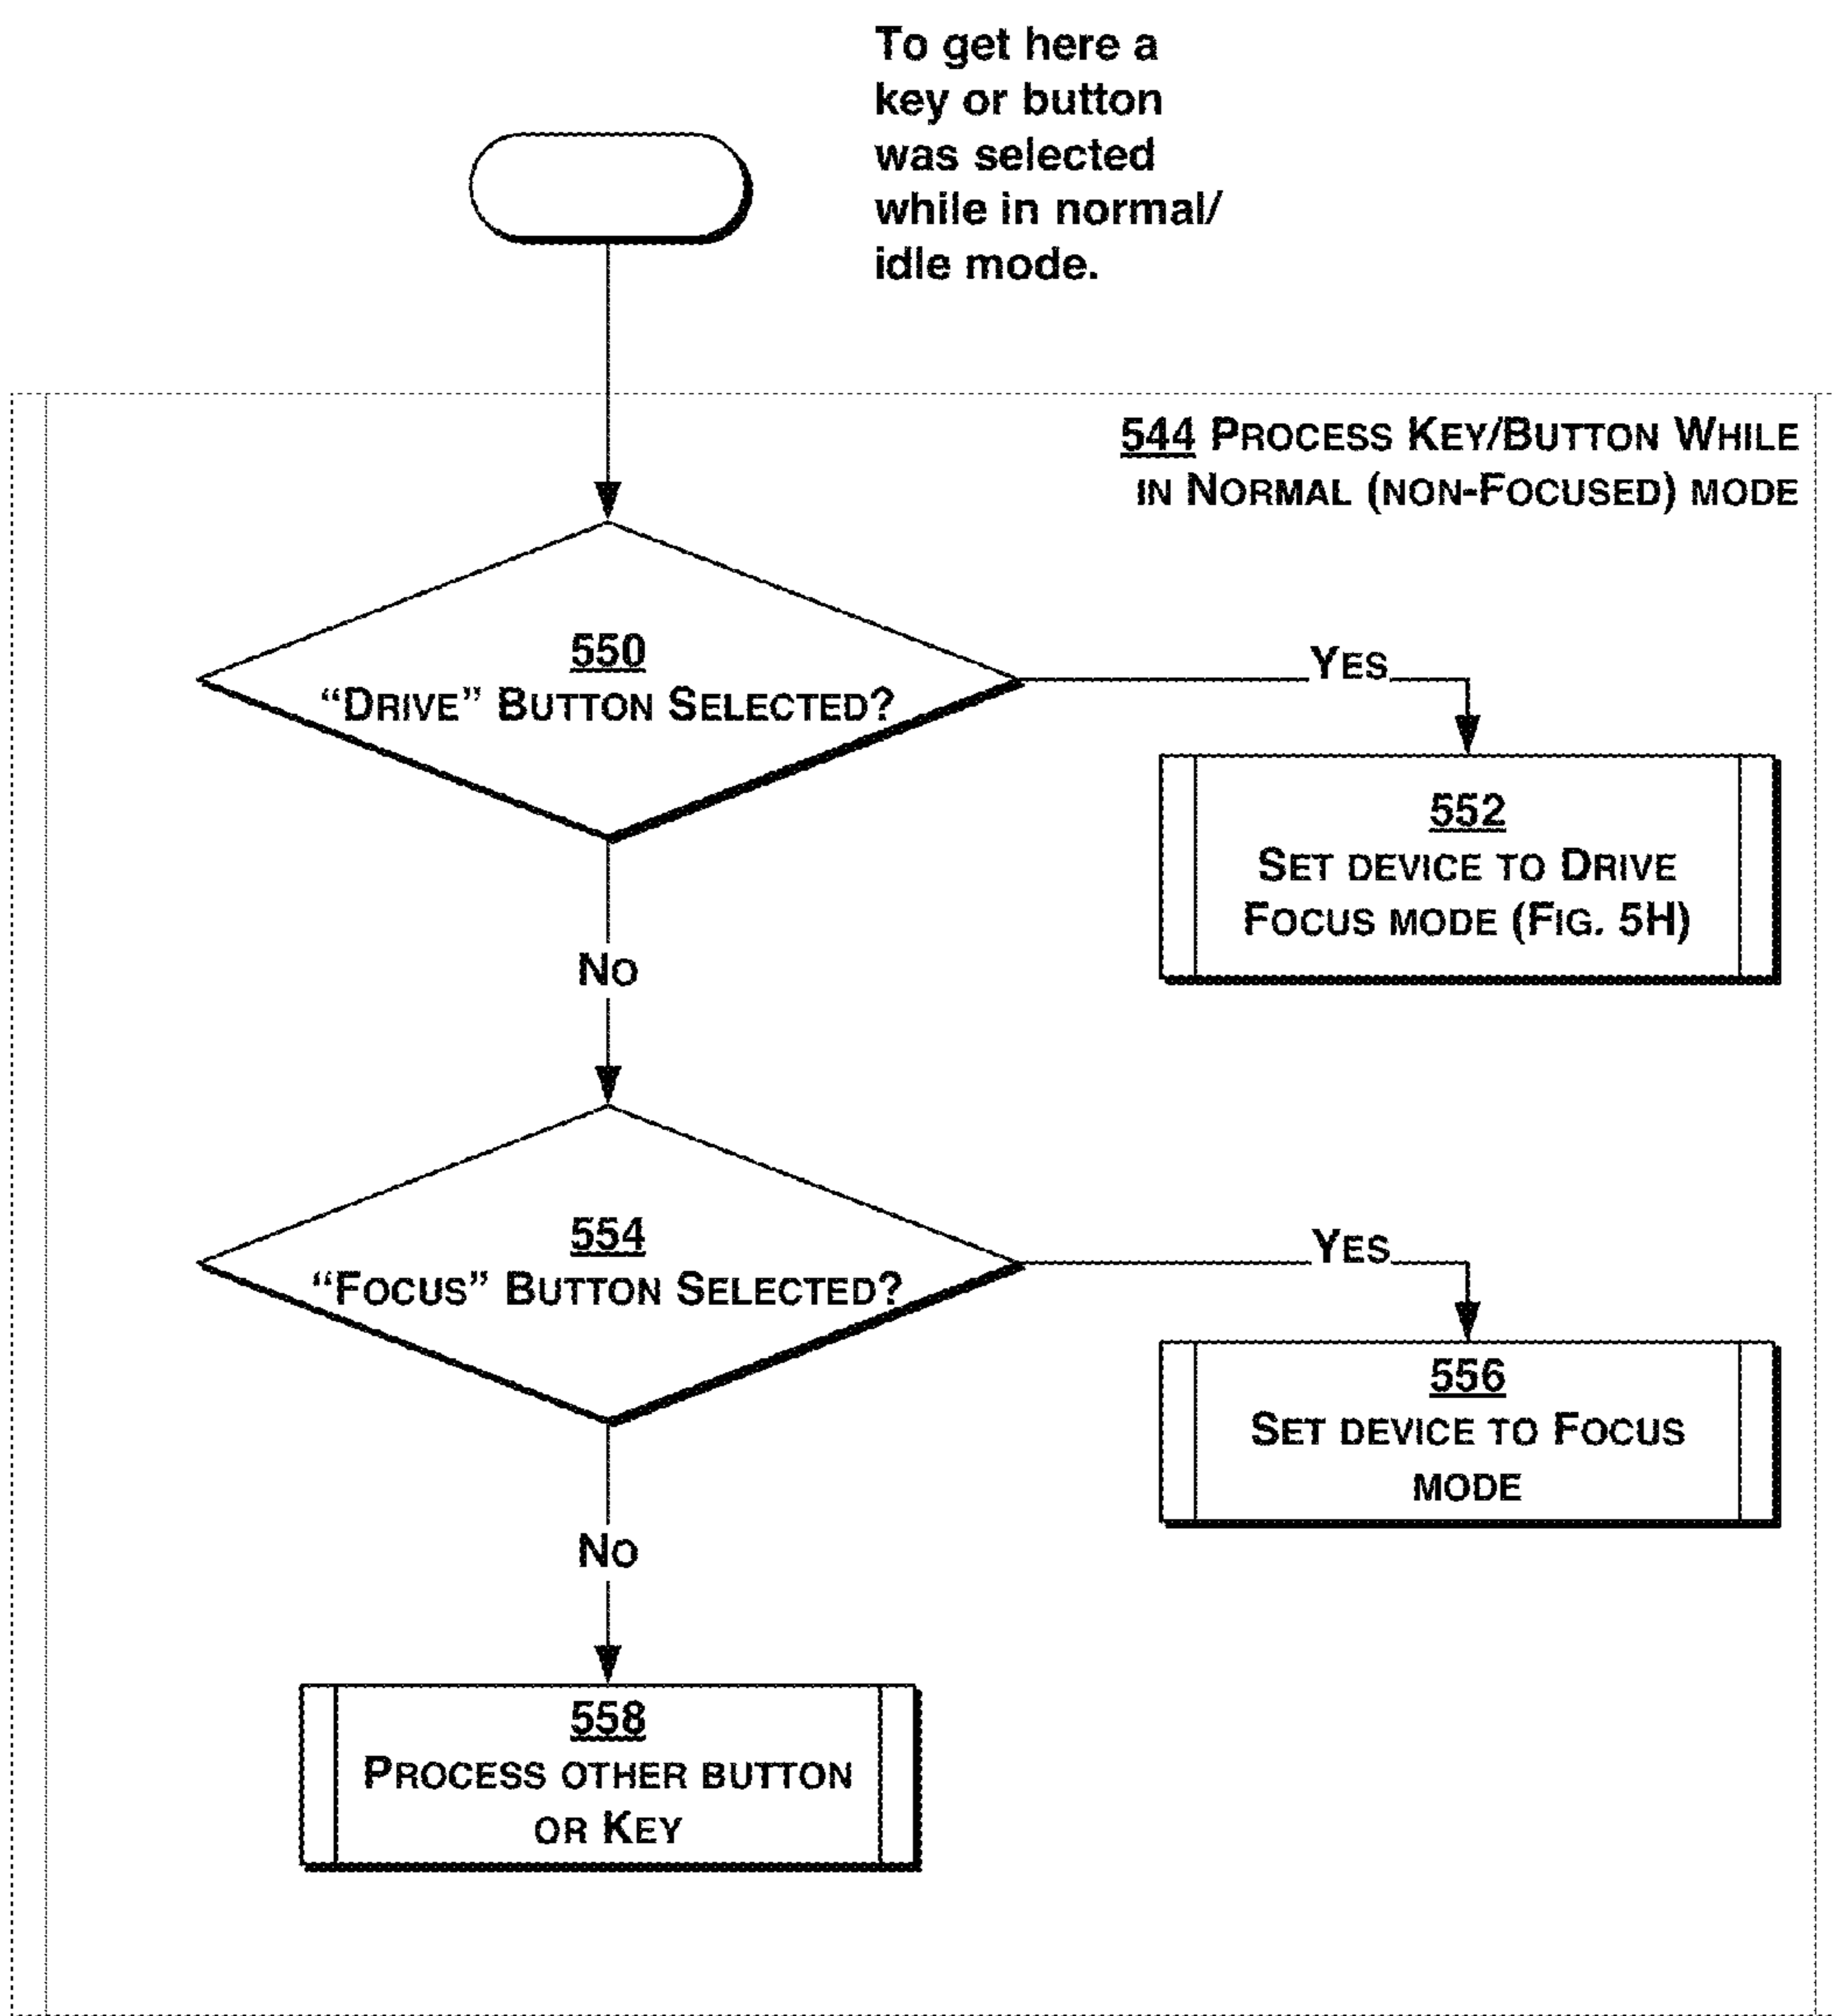 To get here a
key or button
was selected
while in normal/
idle mode.
544 Process Key/Button While
in Normal (non-Focused) mode
550
“Drive” Button Selected?
Yes
552
Set device to Drive
Focus mode (Fig. 5H)
No
554
“Focus” Button Selected?
Yes
556
Set device to Focus
mode
No
558
Process other button
or Key